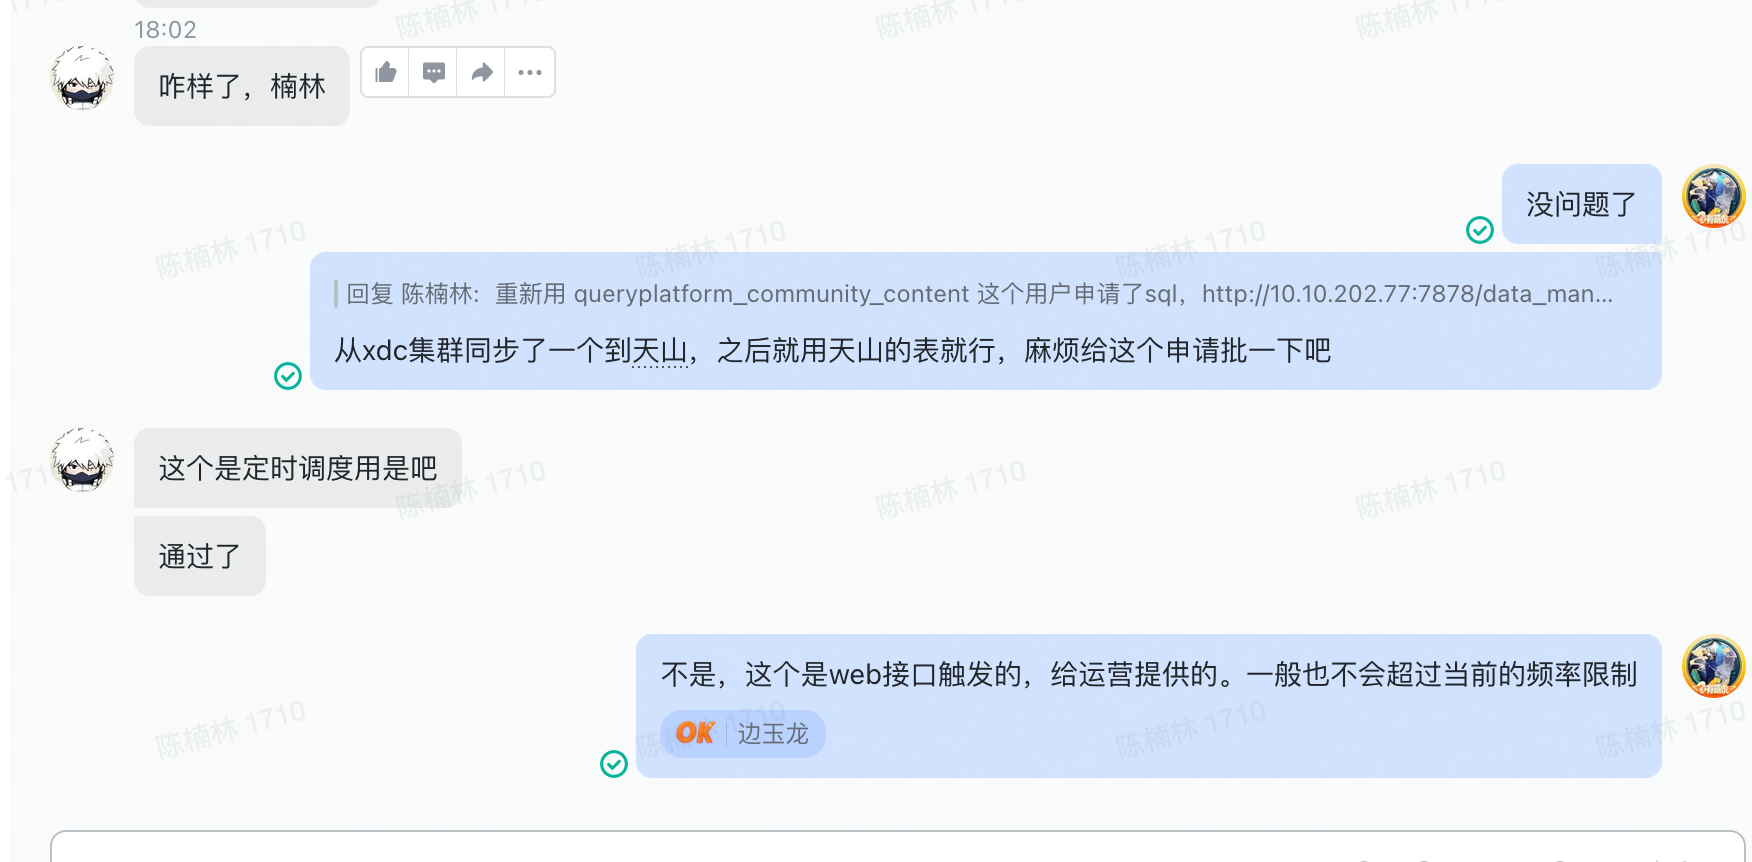 18:02
咋样了，楠林
没问题了
回复 陈楠林：重新用 queryplatform_community_content 这个用户申请了sql，http://10.10.202.77:7878/data_man...
从xdc集群同步了一个到天山，之后就用天山的表就行，麻烦给这个申请批一下吧
这个是定时调度用是吧
通过了
不是，这个是web接口触发的，给运营提供的。一般也不会超过当前的频率限制
OK 边玉龙
陈楠林 1710